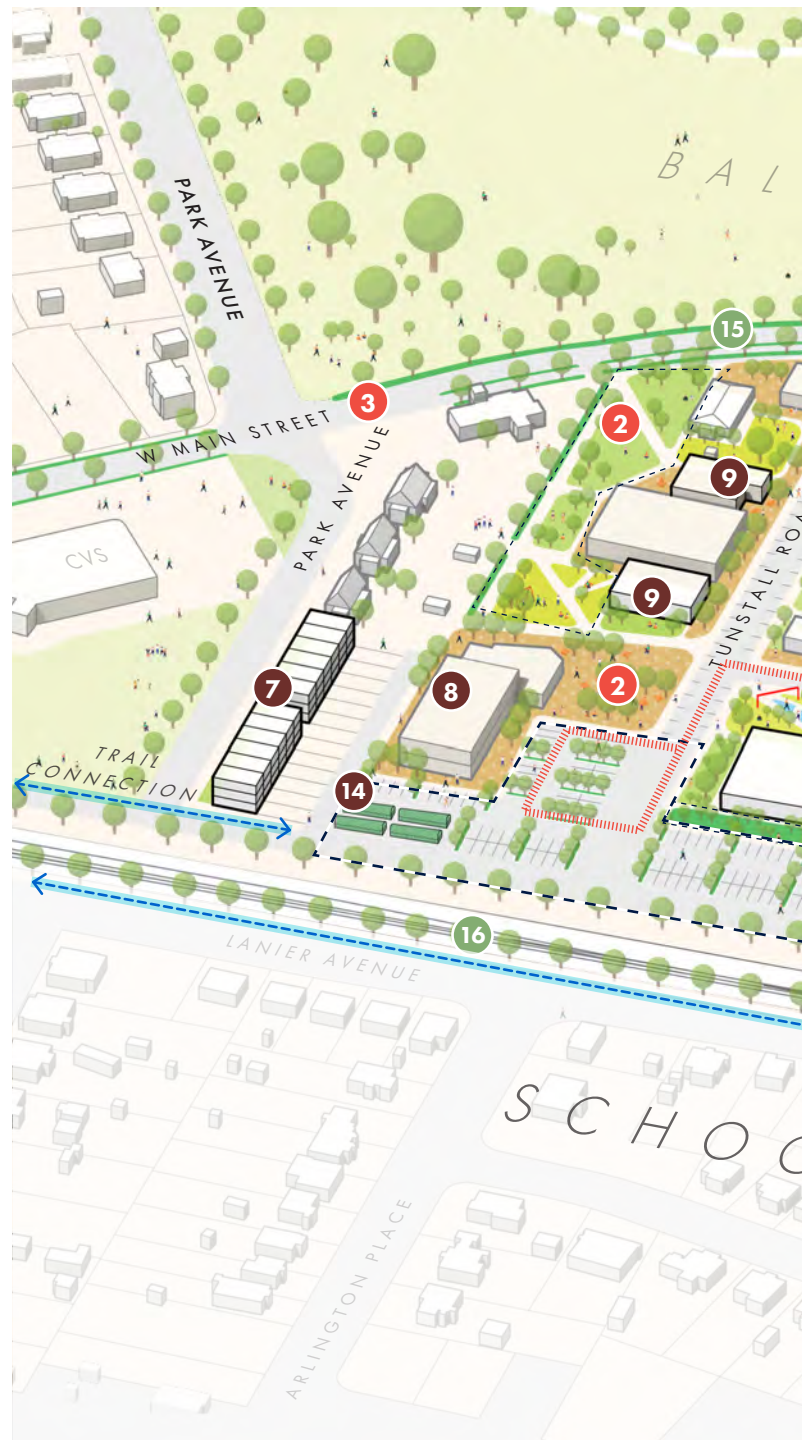 BAL
PARK AVENUE
15
3
2
W MAIN STREET
PARK AVENUE
9
CVS
9
TUNSTALL ROA
7
8
2
TRAIL
CONNECTION
14
16
LANIER AVENUE
SCHOO
ARLINGTON PLACE